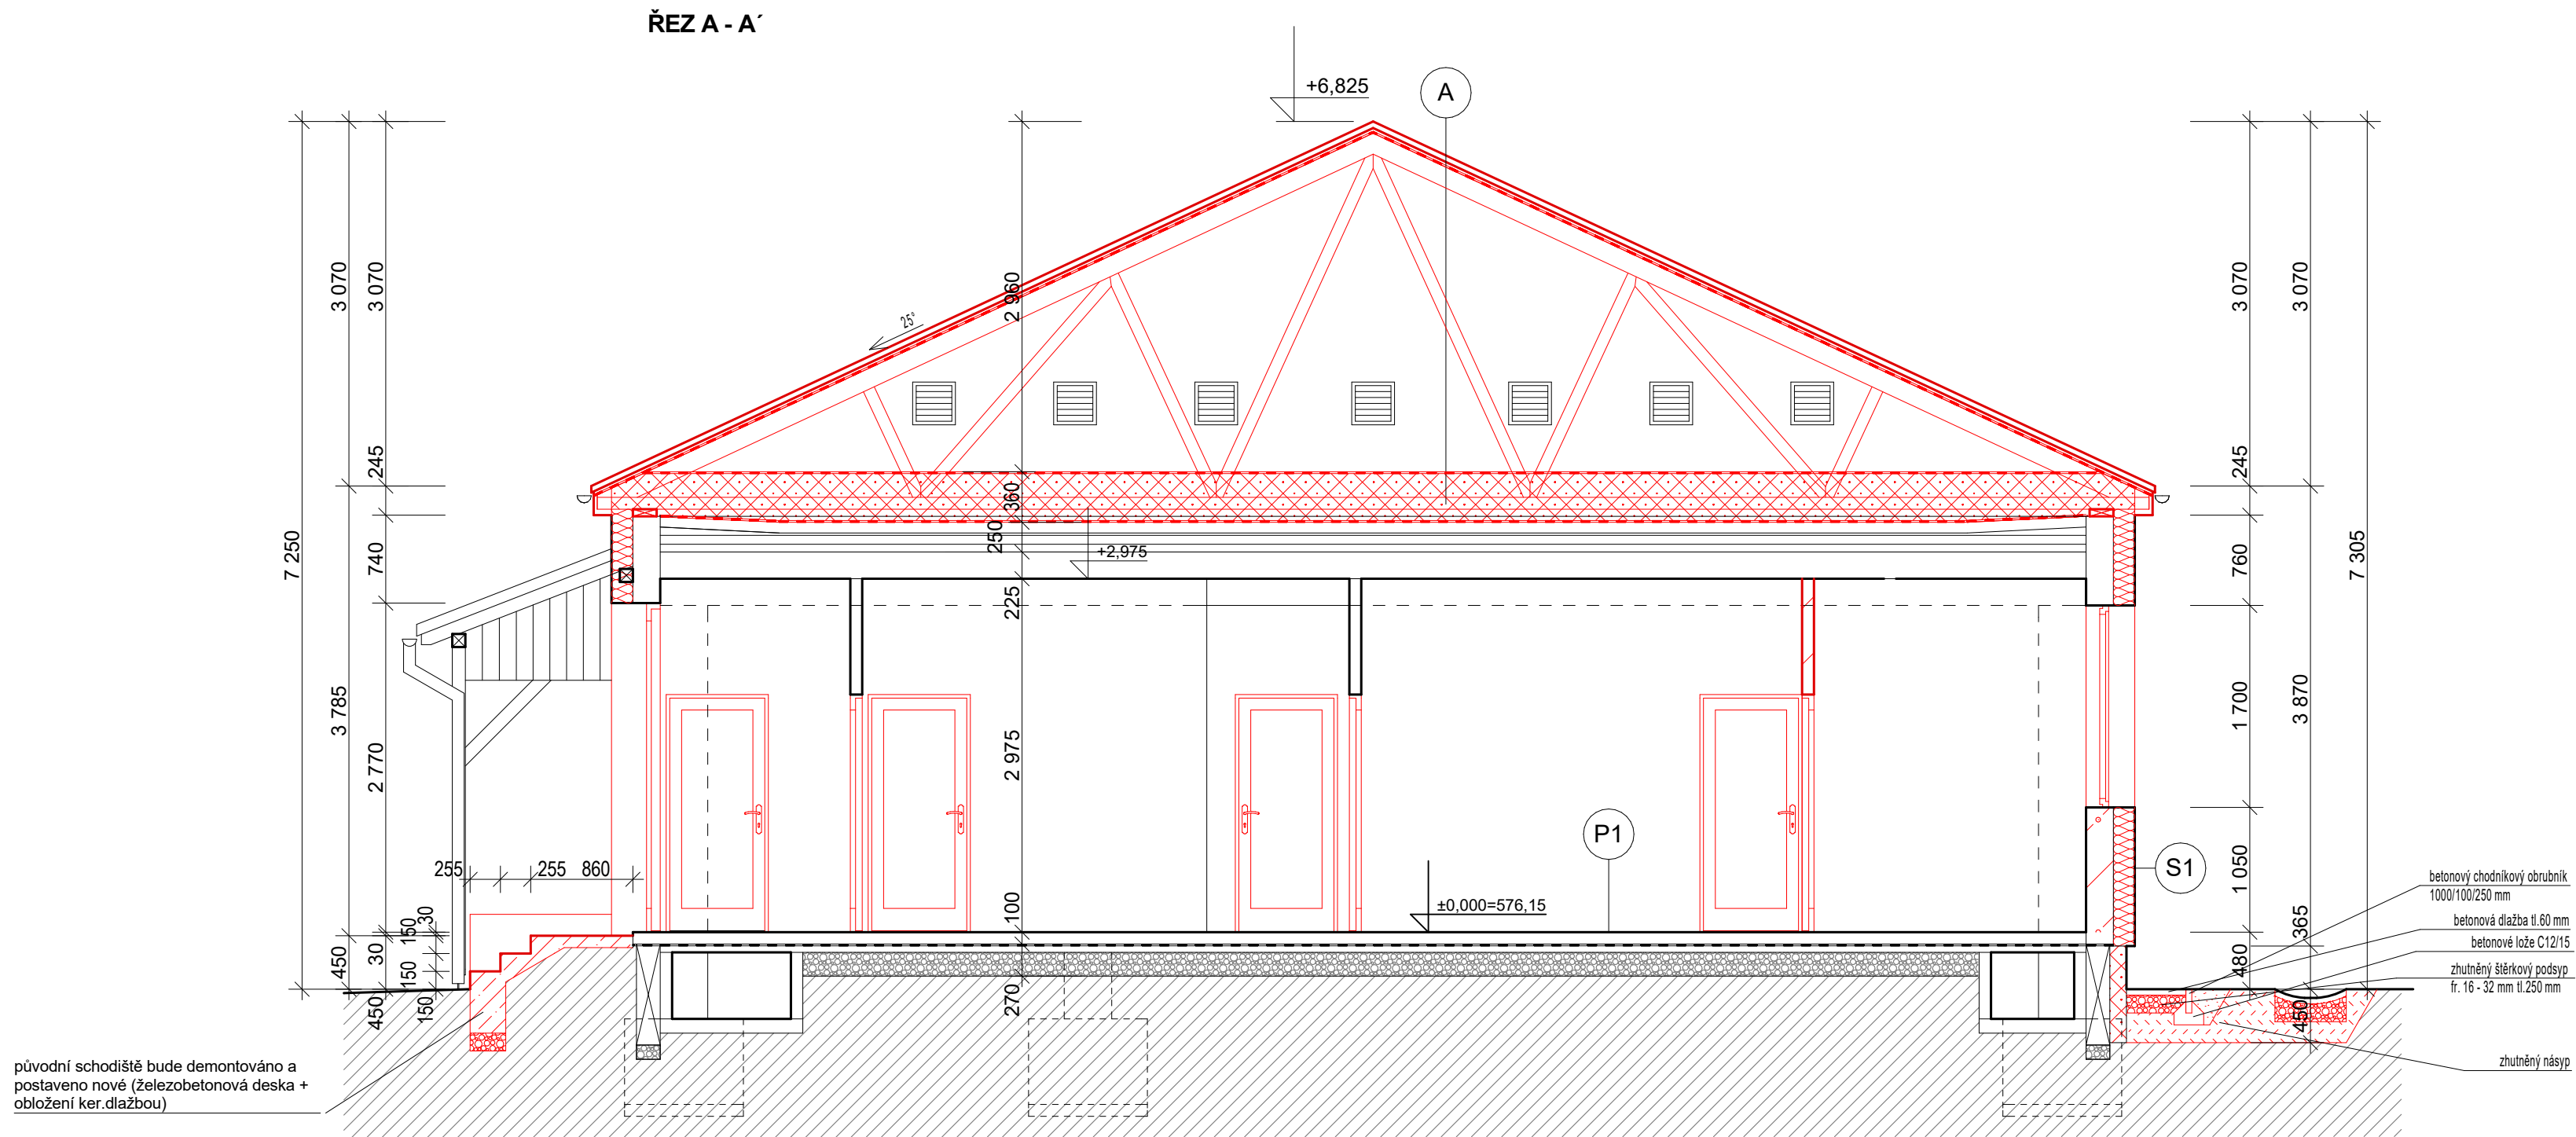 ŘEZ A - A´
+6,825
A
25°
3 070
3 070
2 960
3 070
3 070
245
245
360
250
+2,975
7 250
740
760
7 305
225
3 785
2 770
2 975
1 700
3 870
P1
S1
255
255
860
1 050
100
±0,000=576,15
150
30
450
30
150
450
150
270
365
480
450
betonový chodníkový obrubník
1000/100/250 mm
betonová dlažba tl.60 mm
betonové lože C12/15
zhutněný štěrkový podsyp
fr. 16 - 32 mm tl.250 mm
zhutněný násyp
původní schodiště bude demontováno a
postaveno nové (železobetonová deska +
obložení ker.dlažbou)